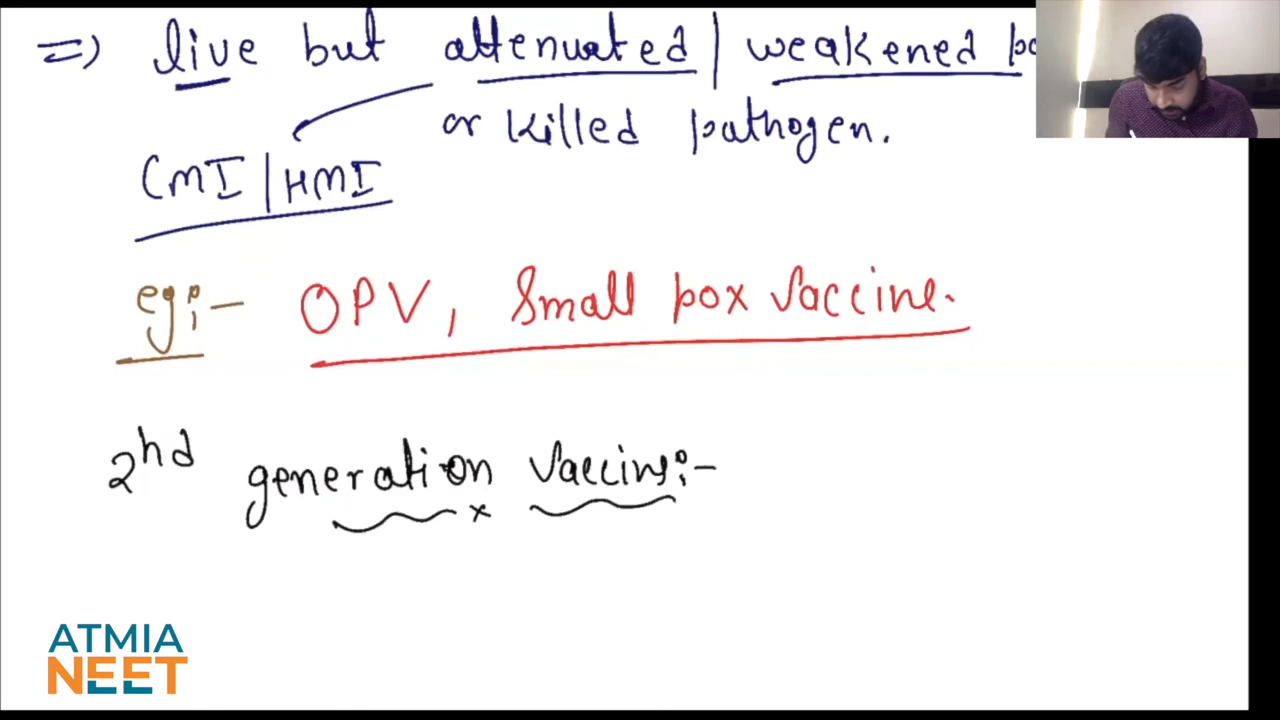 => live but attenuated | weakened
or killed pathogen.
CMI | HMI
eg:- OPV, Small pox Vaccine.
2nd generation Vaccine:-
ATMIA
NEET